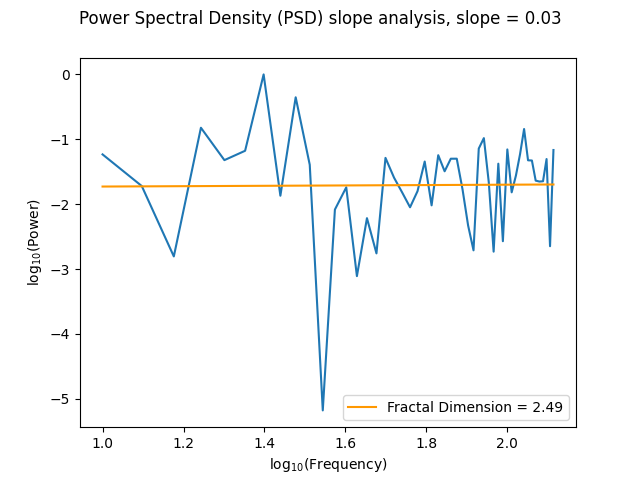 Power Spectral Density (PSD) slope analysis, slope = 0.03
0
−1
−2
−3
−4
−5
log₁₀(Power)
Fractal Dimension = 2.49
1.0 1.2 1.4 1.6 1.8 2.0
log₁₀(Frequency)